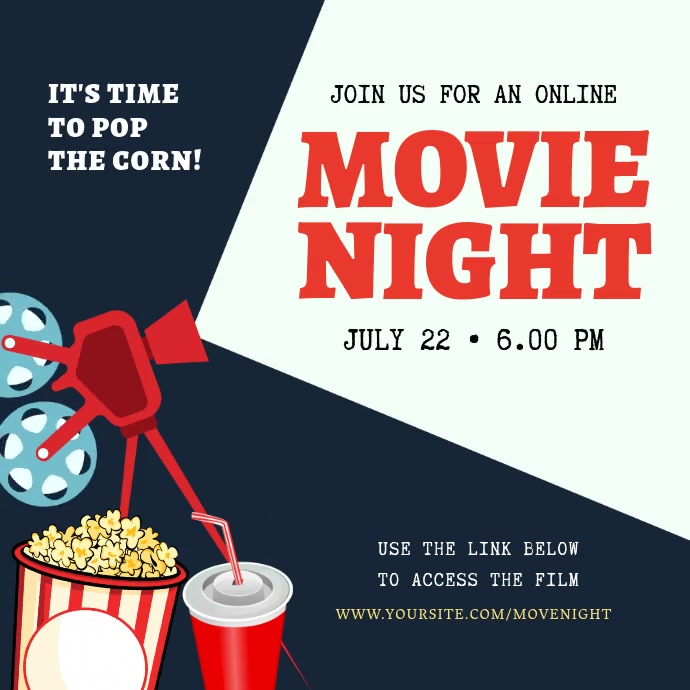 IT'S TIME
TO POP
THE CORN!
JOIN US FOR AN ONLINE
MOVIE
NIGHT
JULY 22 • 6.00 PM
USE THE LINK BELOW
TO ACCESS THE FILM
WWW.YOURSITE.COM/MOVENIGHT